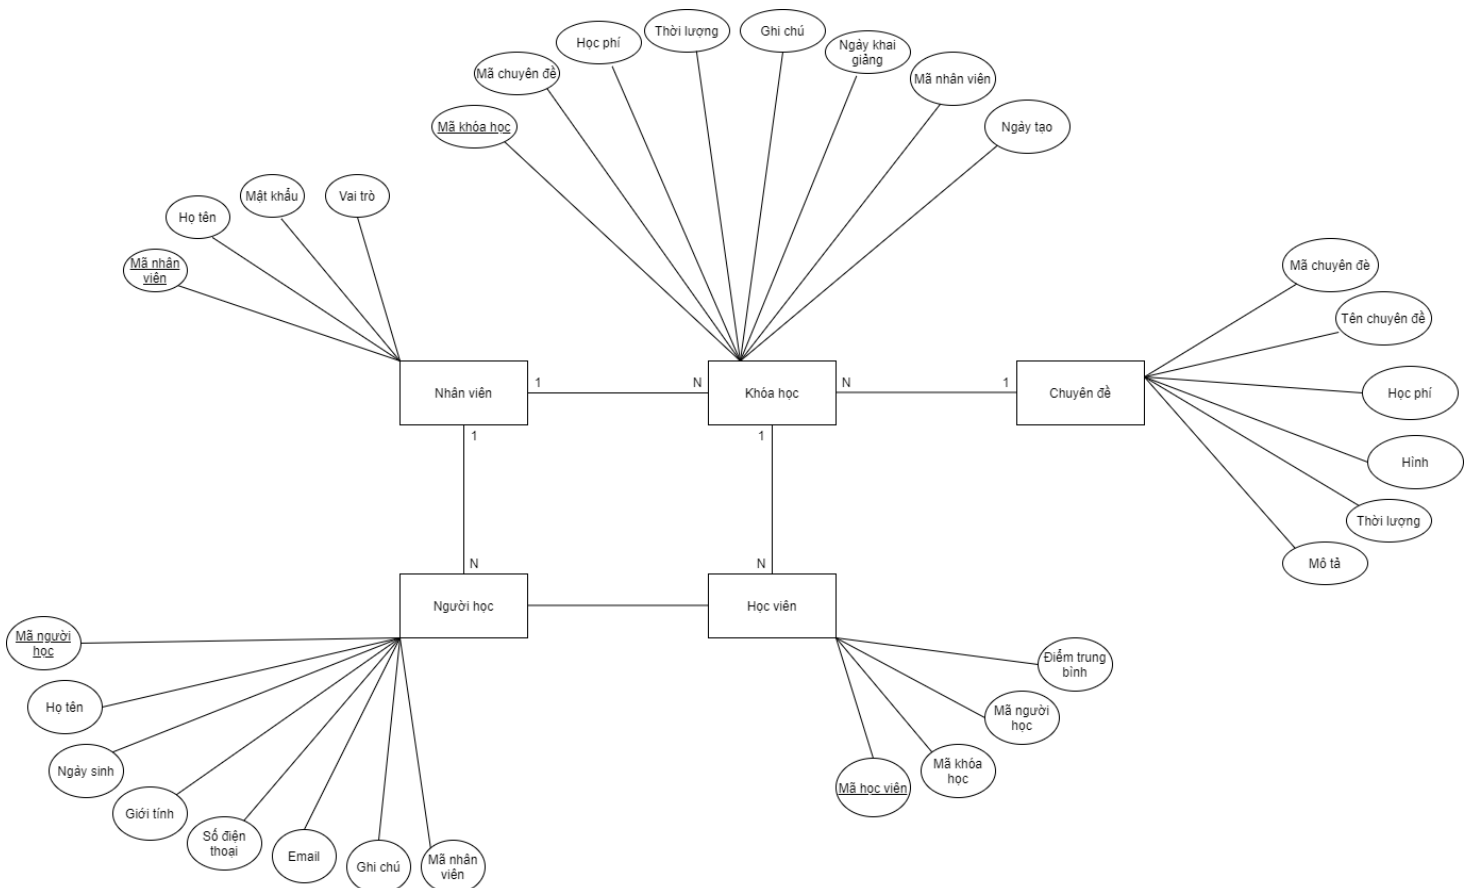 Thời lượng
Ghi chú
Học phí
Ngày khai
giảng
Mã chuyên đề
Mã nhân viên
Mã khóa học
Ngày tạo
Mật khẩu
Vai trò
Họ tên
Mã nhân
viên
Mã chuyên đè
Tên chuyên đề
Học phí
Hình
Thời lượng
Mô tả
Nhân viên
1
N
Khóa học
N
1
Chuyên đề
1
1
N
N
Người học
Học viên
Mã người
học
Họ tên
Ngày sinh
Giới tính
Số điện
thoại
Email
Ghi chú
Mã nhân
viên
Điểm trung
bình
Mã người
học
Mã khóa
học
Mã học viên